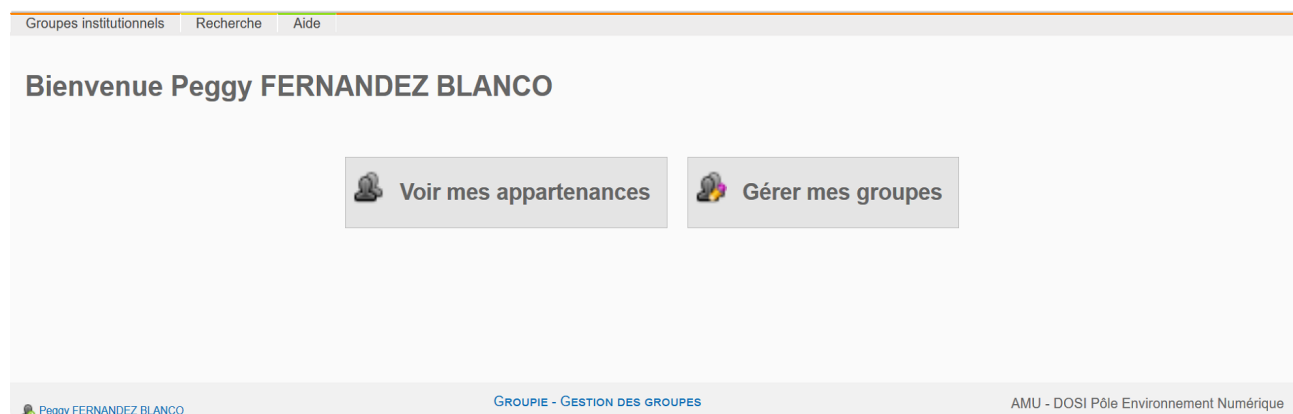 Groupes institutionnels Recherche Aide
Bienvenue Peggy FERNANDEZ BLANCO
Voir mes appartenances Gérer mes groupes
Peggy FERNANDEZ BLANCO GROUPIE - GESTION DES GROUPES AMU - DOSI Pôle Environnement Numérique